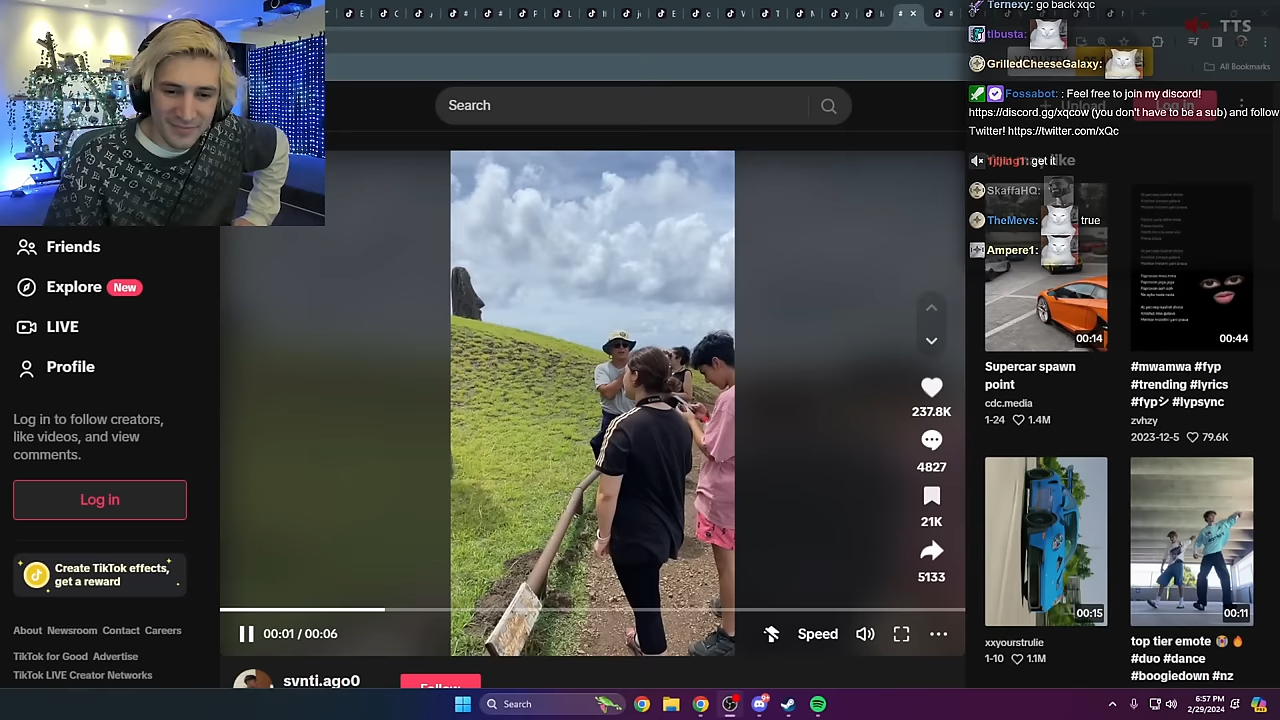 Ternexy: go back xqc
TTS
tlbusta:
All Bookmarks
GrilledCheeseGalaxy:
Search
Fossabot: : Feel free to join my discord!
Upload
Log in
https://discord.gg/xqcow (you don't have to be a sub) and follow
Twitter! https://twitter.com/xQc
get it
SkaffaHQ:
TheMevs: true
Ampere1:
Friends
Explore New
LIVE
Profile
Log in to follow creators,
like videos, and view
comments.
Log in
Create TikTok effects,
get a reward
About Newsroom Contact Careers
TikTok for Good Advertise
TikTok LIVE Creator Networks
237.8K
4827
21K
5133
00:01 / 00:06
Speed
svnti.ago0
Follow
00:14
Supercar spawn
point
cdc.media
1-24 1.4M
00:44
#mwamwa #fyp
#trending #lyrics
#fypシ #lypsync
zvhzy
2023-12-5 79.6K
00:15
xxyourstrulie
1-10 1.1M
00:11
top tier emote 😭🔥
#duo #dance
#boogiedown #nz
Search
6:57 PM
2/29/2024